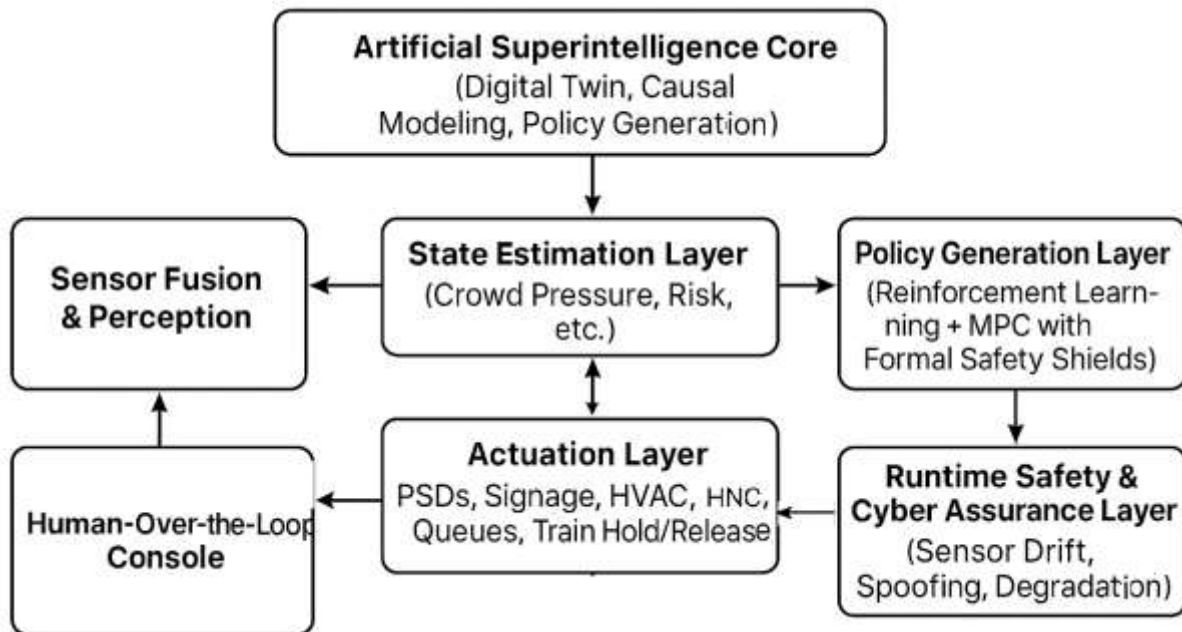 Artificial Superintelligence Core
(Digital Twin, Causal
Modeling, Policy Generation)
Sensor Fusion
& Perception
State Estimation Layer
(Crowd Pressure, Risk,
etc.)
Policy Generation Layer
(Reinforcement Lear-
ning + MPC with
Formal Safety Shields)
Human-Over-the-Loop
Console
Actuation Layer
PSDs, Signage, HVAC, HNC,
Queues, Train Hold/Release
Runtime Safety &
Cyber Assurance Layer
(Sensor Drift,
Spoofing, Degradation)